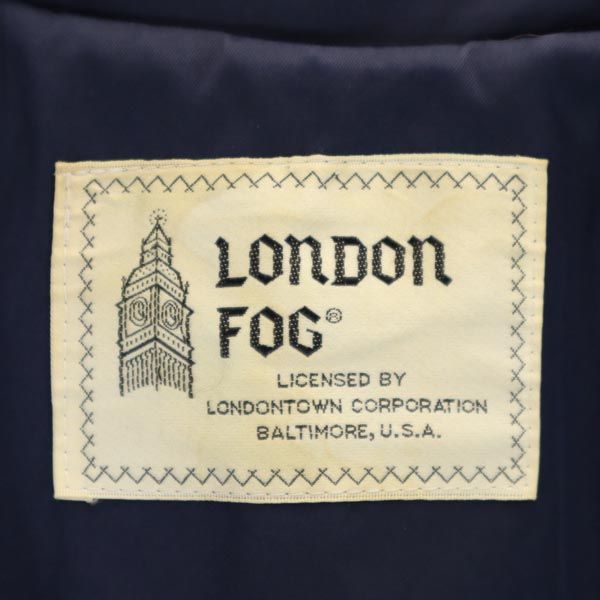 LONDON
FOG®
LICENSED BY
LONDONTOWN CORPORATION
BALTIMORE, U.S.A.